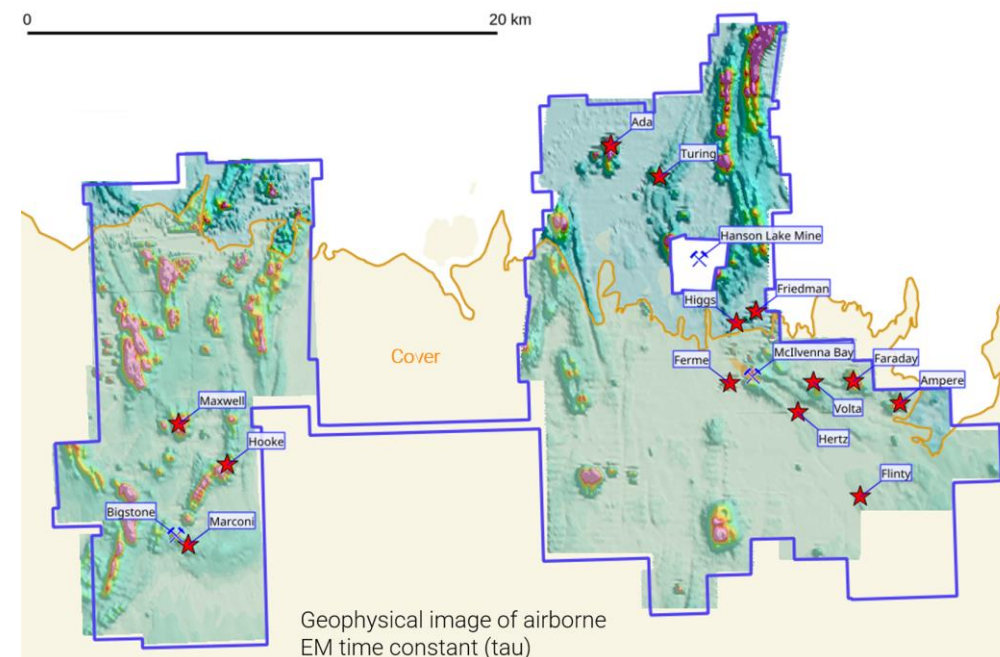 0
20 km
Ada
Turing
Hanson Lake Mine
Higgs
Friedman
Cover
Ferme
McIlvenna Bay
Faraday
Ampere
Volta
Hertz
Maxwell
Hooke
Flinty
Bigstone
Marconi
Geophysical image of airborne
EM time constant (tau)